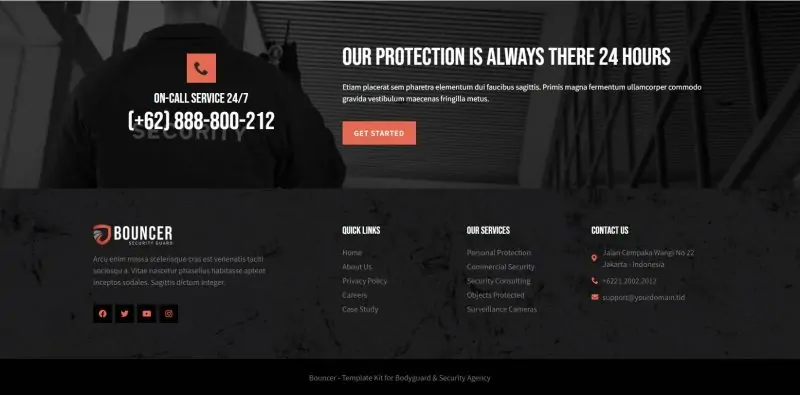 ON-CALL SERVICE 24/7
(+62) 888-800-212
SECURITY
OUR PROTECTION IS ALWAYS THERE 24 HOURS
Etiam placerat sem pharetra elementum dui faucibus sagittis. Primis magna fermentum ullamcorper commodo
gravida vestibulum maecenas fringilla metus.
GET STARTED
BOUNCER
SECURITY GUARD
Arcu enim massa scelerisque cras est venenatis taciti
sociosqu a. Vitae nascetur phasellus habitasse aptent
inceptos sodales. Sagittis dictum integer.
QUICK LINKS
Home
About Us
Privacy Policy
Careers
Case Study
OUR SERVICES
Personal Protection
Commercial Security
Security Consulting
Objects Protected
Surveillance Cameras
CONTACT US
Jalan Cempaka Wangi No 22
Jakarta - Indonesia
+6221.2002.2012
support@yourdomain.tld
Bouncer - Template Kit for Bodyguard & Security Agency